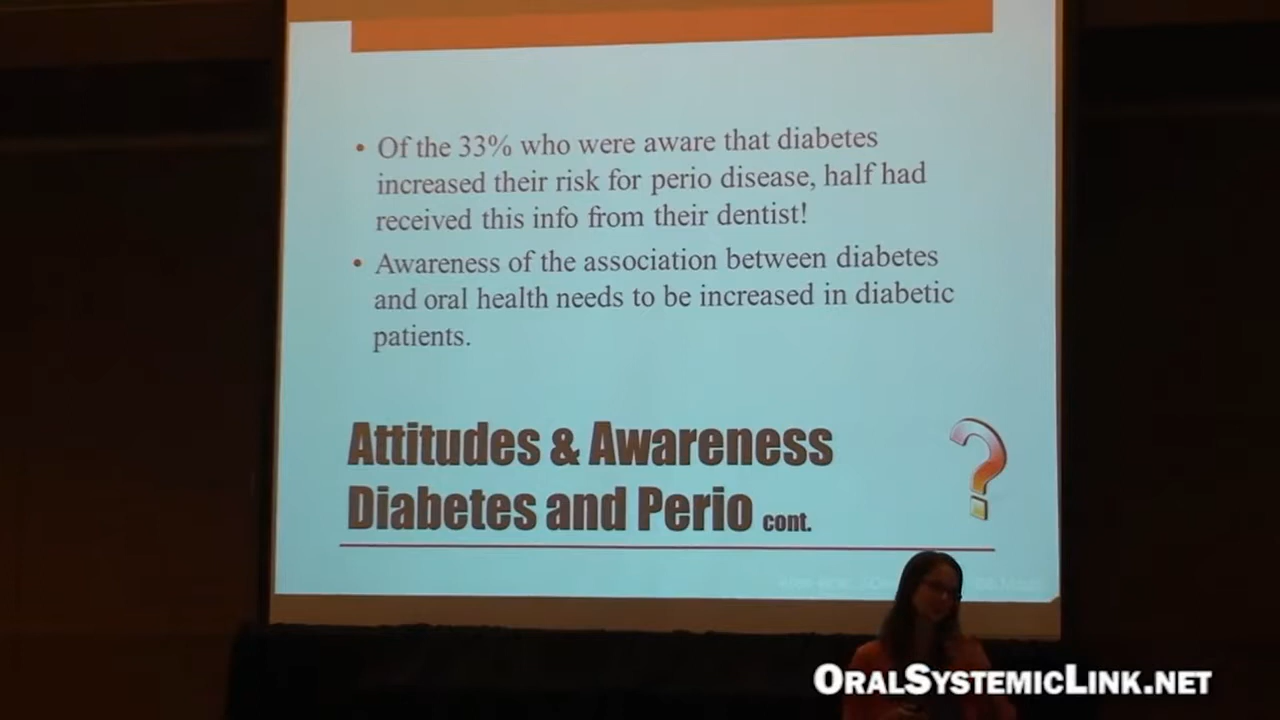 • Of the 33% who were aware that diabetes
increased their risk for perio disease, half had
received this info from their dentist!
• Awareness of the association between diabetes
and oral health needs to be increased in diabetic
patients.
Attitudes & Awareness
Diabetes and Perio cont.
?
OralSystemicLink.net